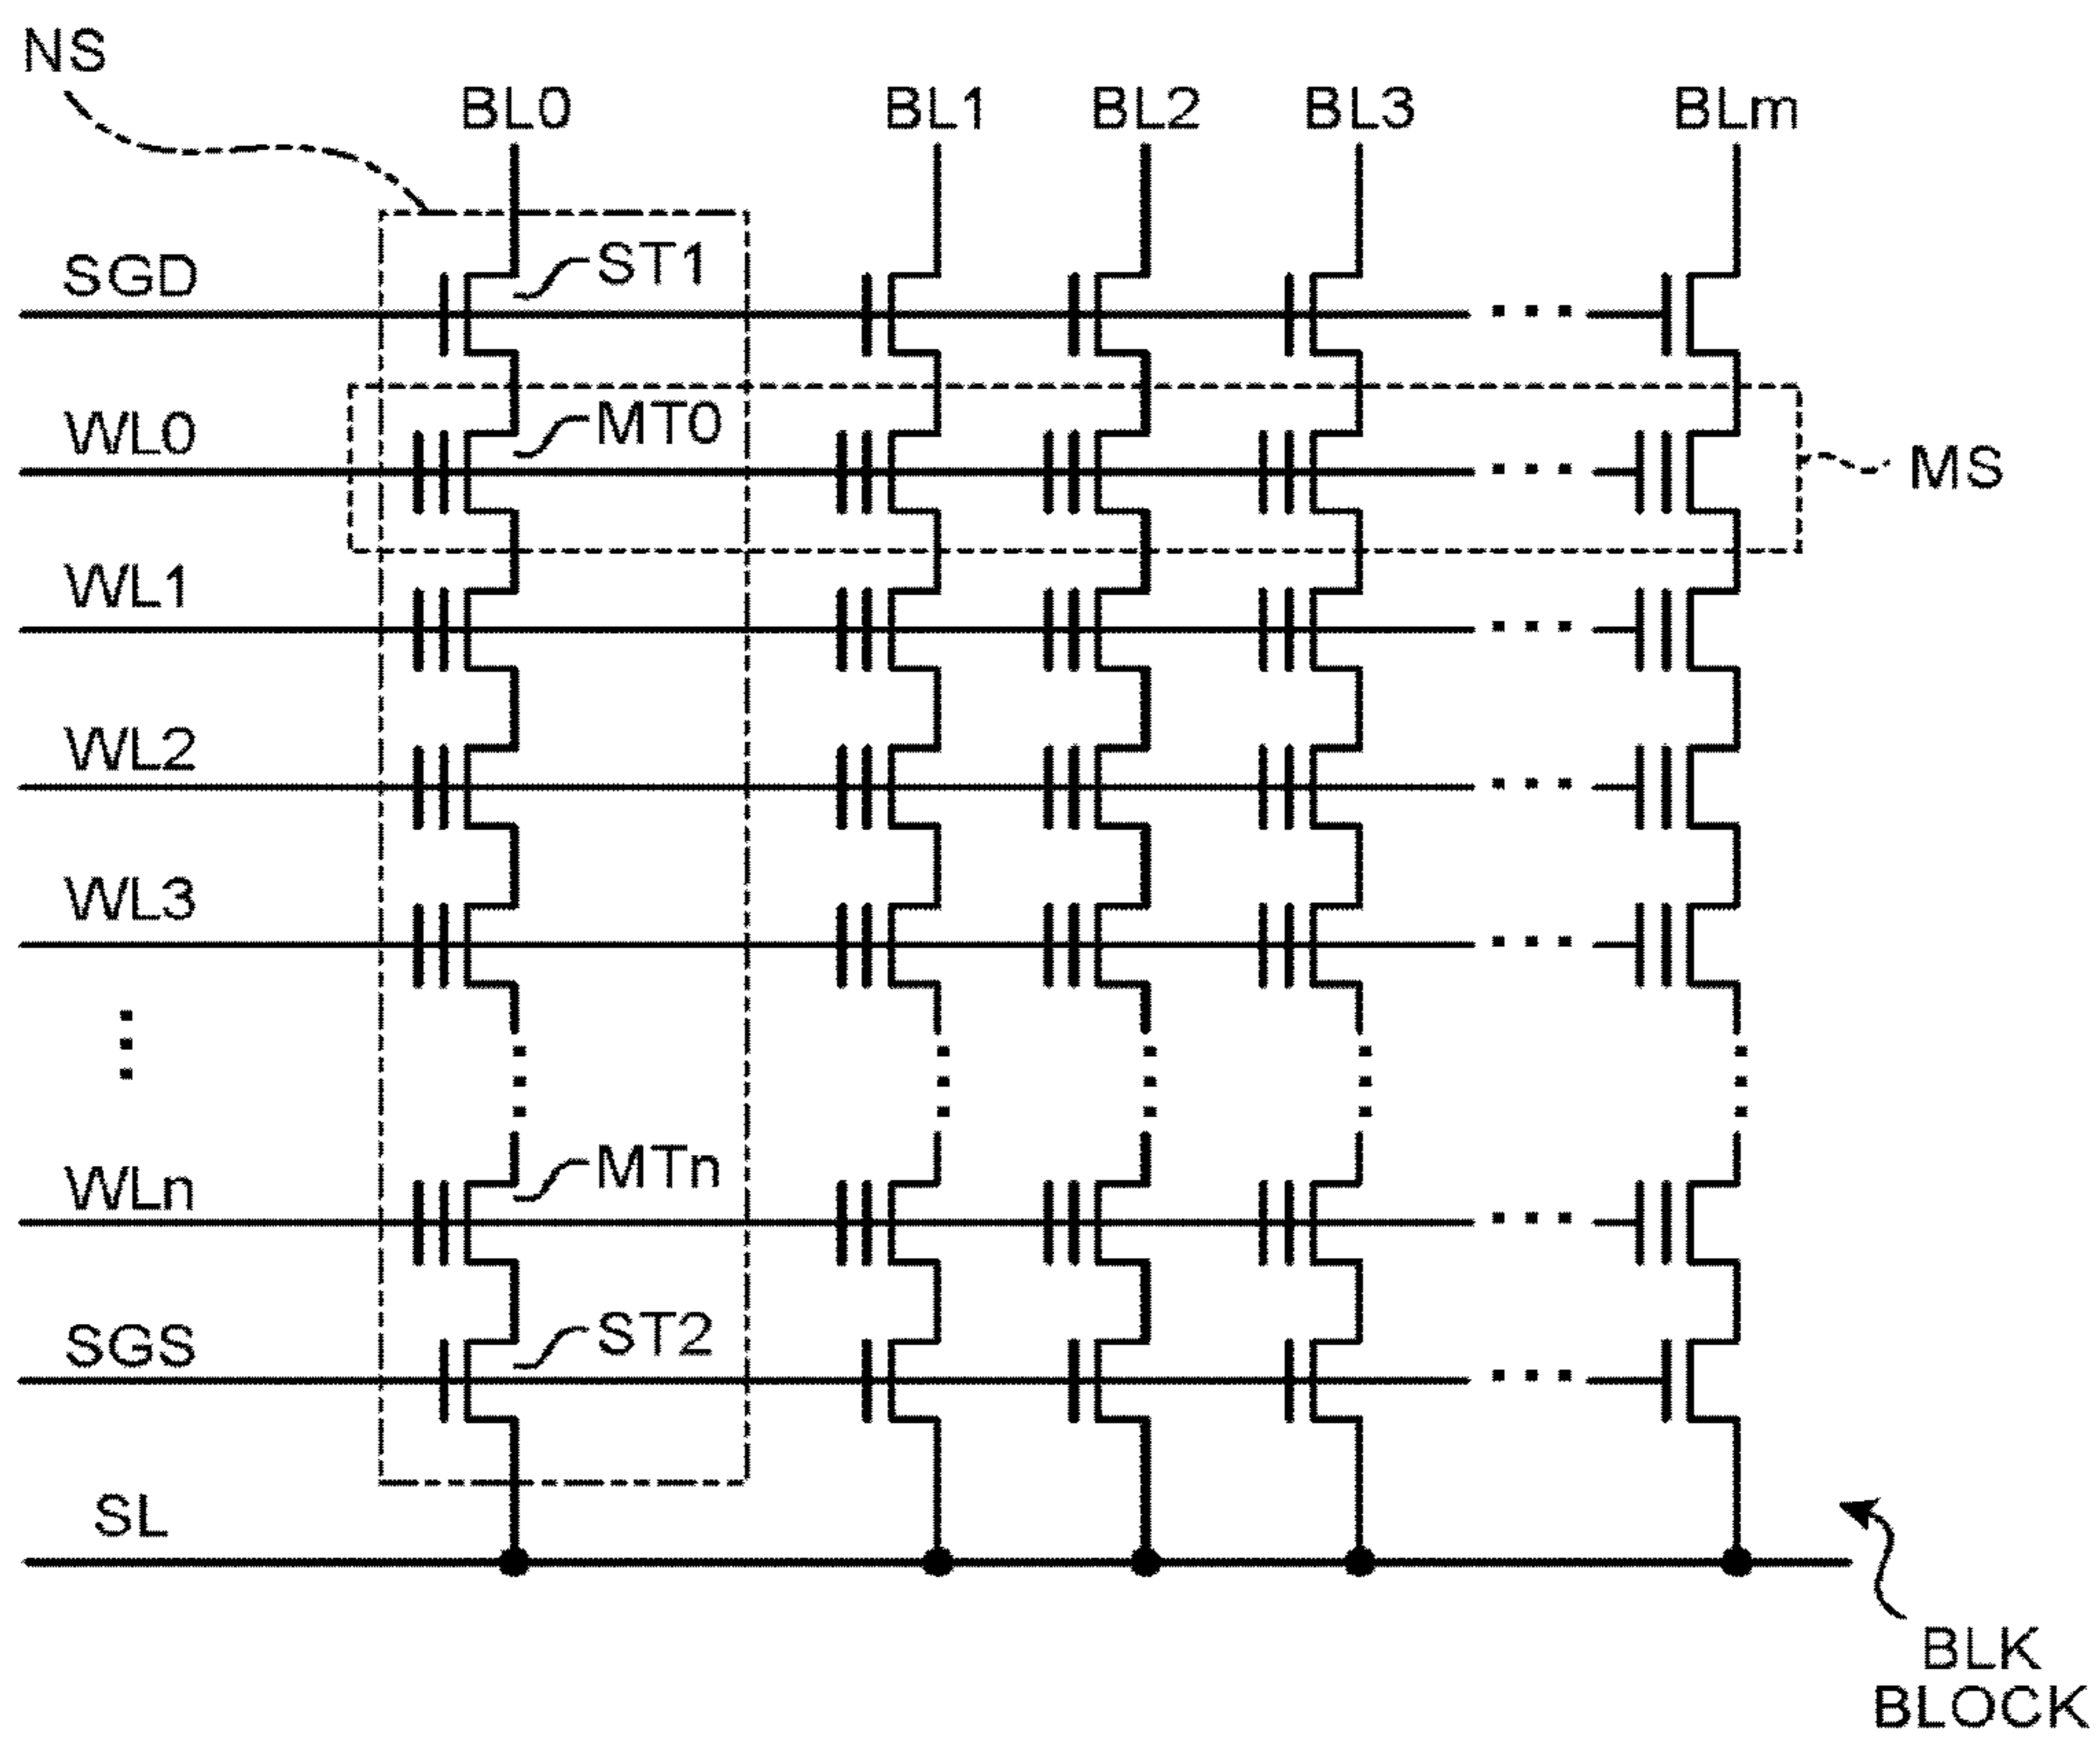 NS
BL0 BL1 BL2 BL3 BLm
SGD
ST1
WL0
MT0
MS
WL1
WL2
WL3
WLn
MTn
SGS
ST2
SL
BLK
BLOCK